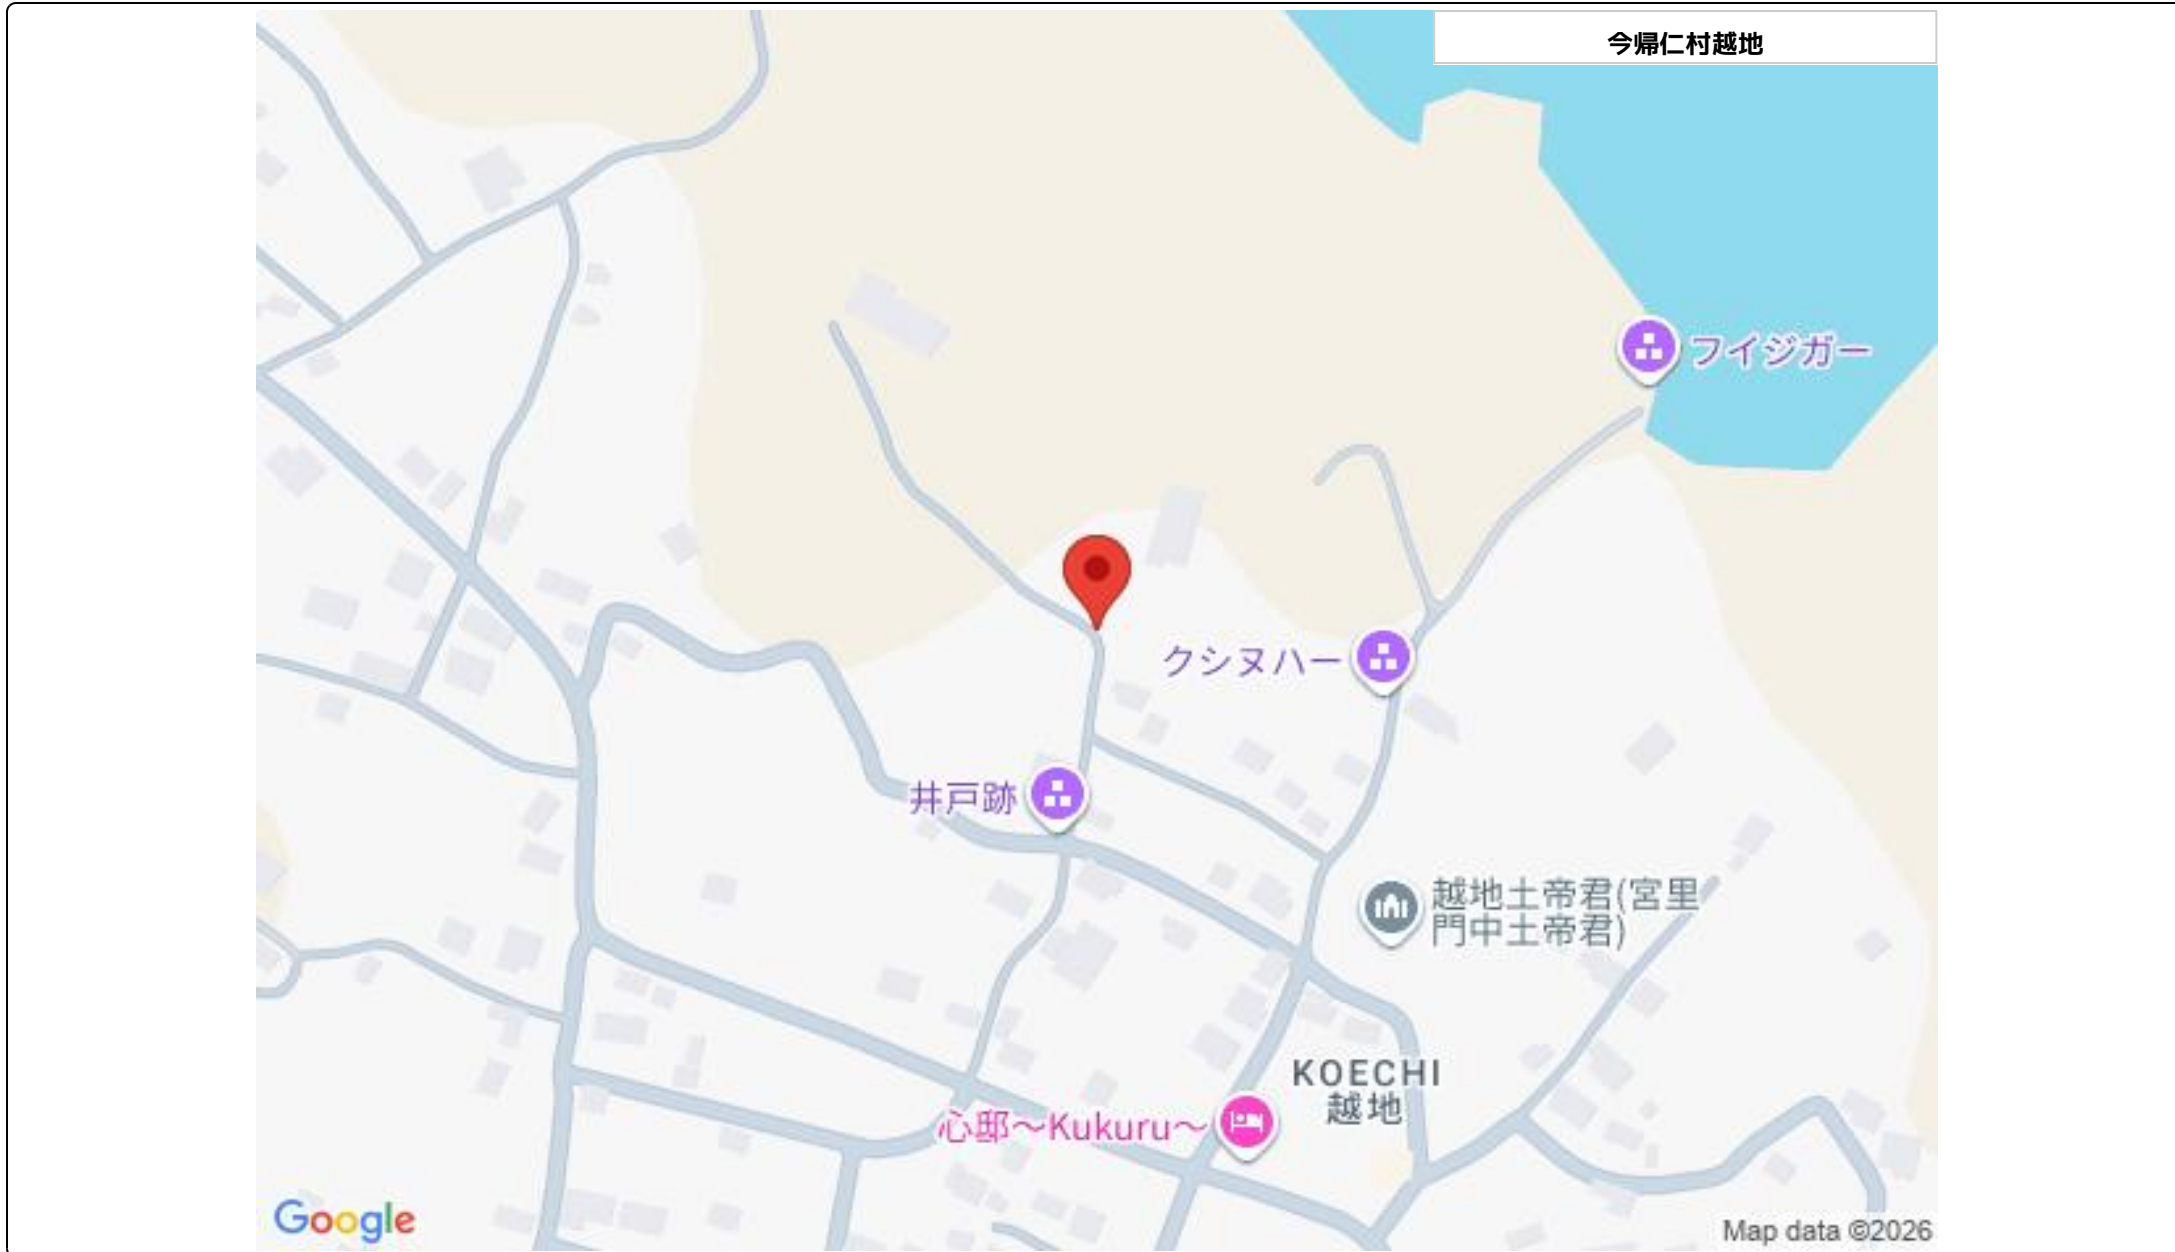 今帰仁村越地
フイジガー
クシヌハー
井戸跡
越地土帝君(宮里
門中土帝君)
KOECHI
越地
心邸～Kukuru～
Google
Map data ©2026